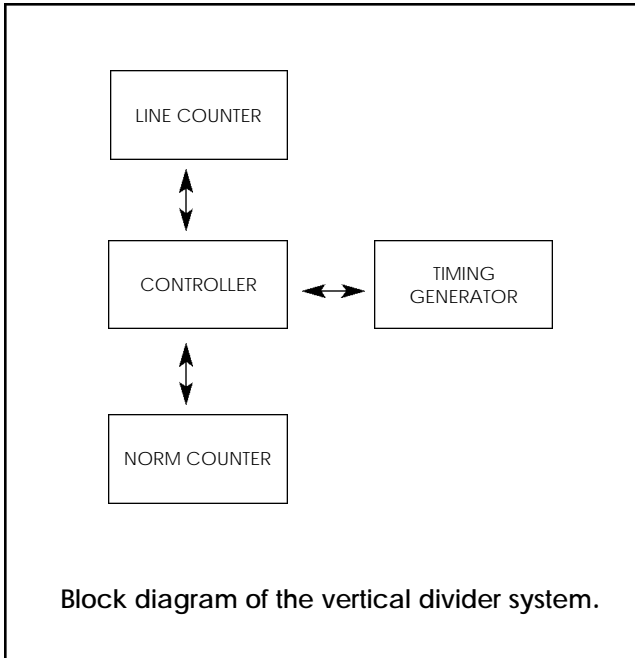 LINE COUNTER
CONTROLLER
TIMING
GENERATOR
NORM COUNTER
Block diagram of the vertical divider system.